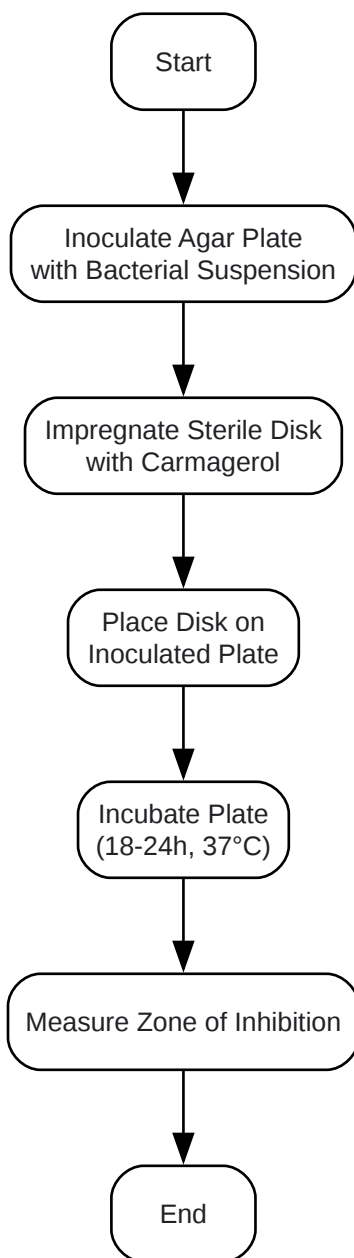 Start
Inoculate Agar Plate
with Bacterial Suspension
Impregnate Sterile Disk
with Carmagerol
Place Disk on
Inoculated Plate
Incubate Plate
(18-24h, 37°C)
Measure Zone of Inhibition
End